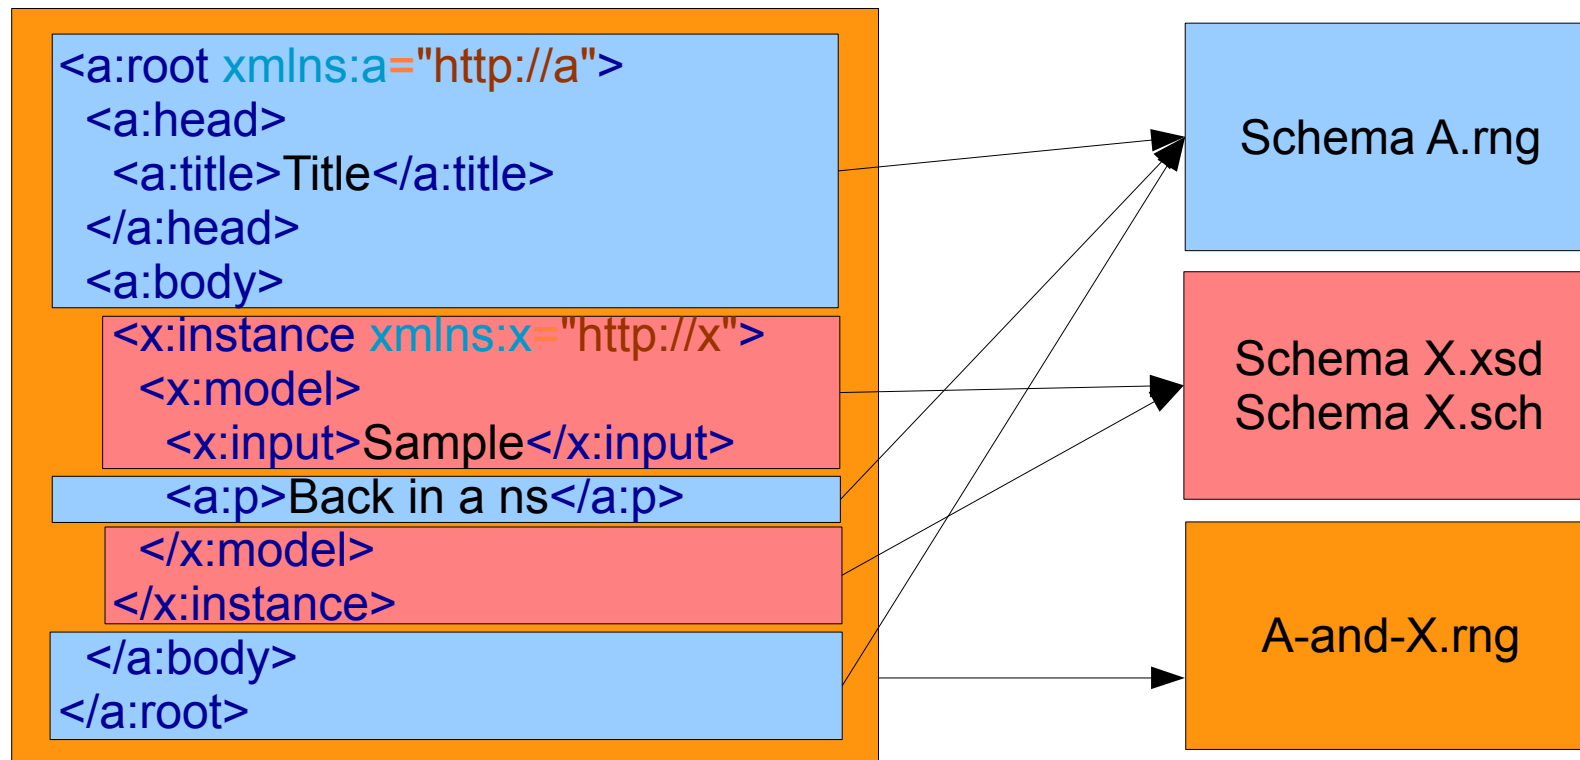 <a:root xmlns:a="http://a">
<a:head>
<a:title>Title</a:title>
</a:head>
<a:body>
<x:instance xmlns:x="http://x">
<x:model>
<x:input>Sample</x:input>
<a:p>Back in a ns</a:p>
</x:model>
</x:instance>
</a:body>
</a:root>
Schema A.rng
Schema X.xsd
Schema X.sch
A-and-X.rng